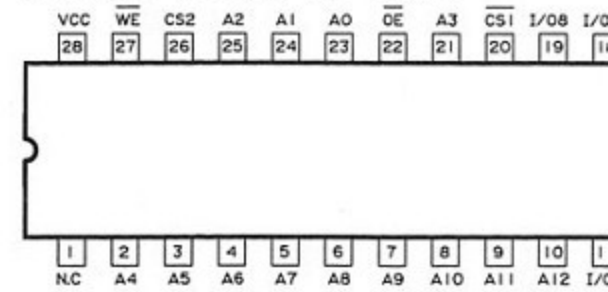 VCC WE CS2 A2 A1 A0 OE A3 CS1 I/O8
28 27 26 25 24 23 22 21 20 19
1 2 3 4 5 6 7 8 9 10
N.C A4 A5 A6 A7 A8 A9 A10 A11 A12